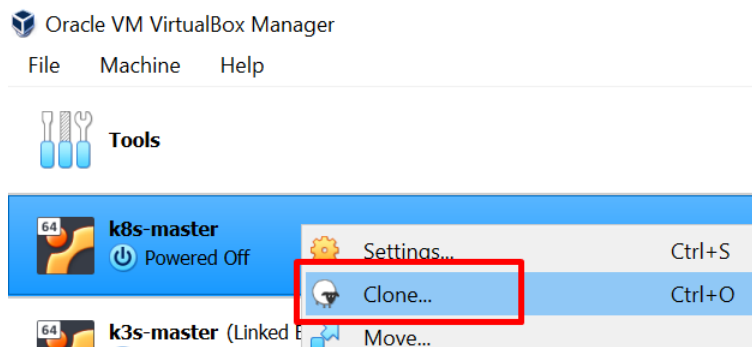 Oracle VM VirtualBox Manager
File Machine Help
Tools
64 k8s-master
Powered Off
Settings... Ctrl+S
Clone... Ctrl+O
64 k3s-master (Linked
Move...